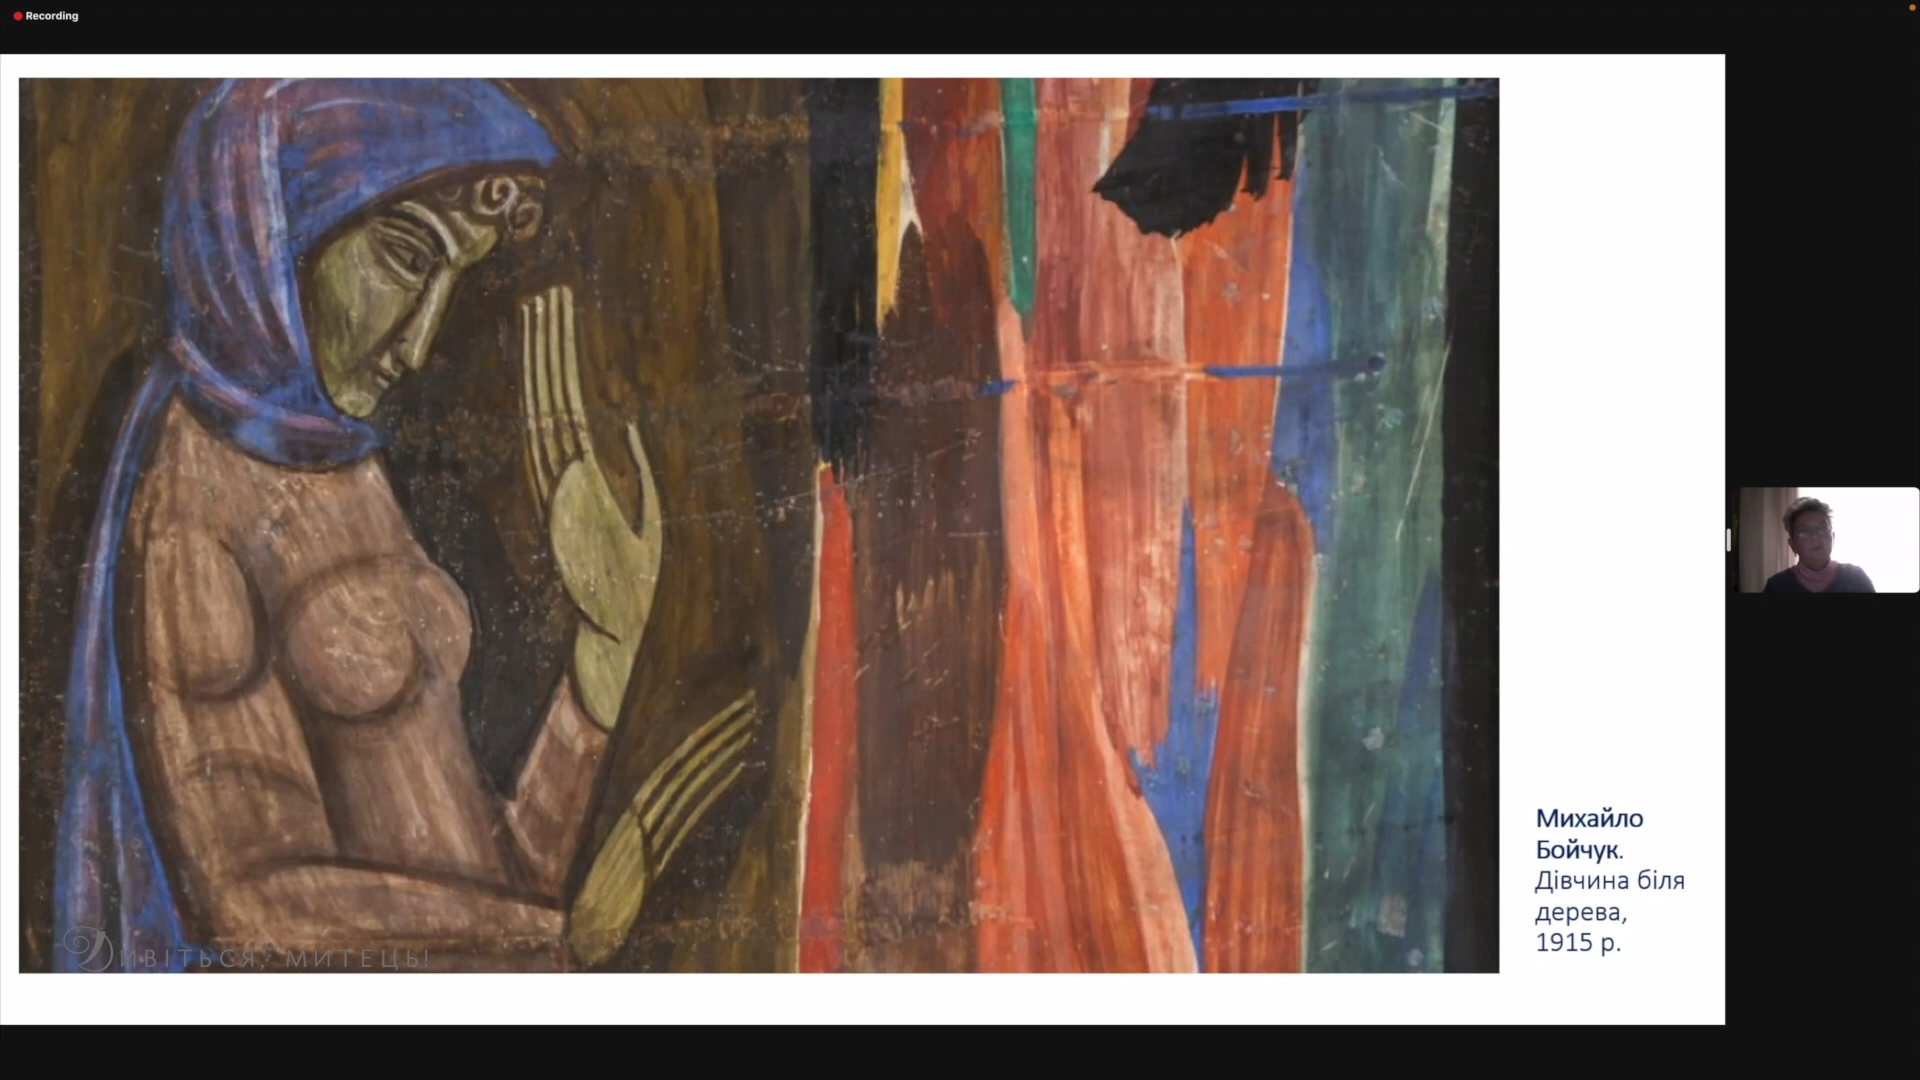 Recording
Дивіться, митець!
Михайло
Бойчук.
Дівчина біля
дерева,
1915 р.